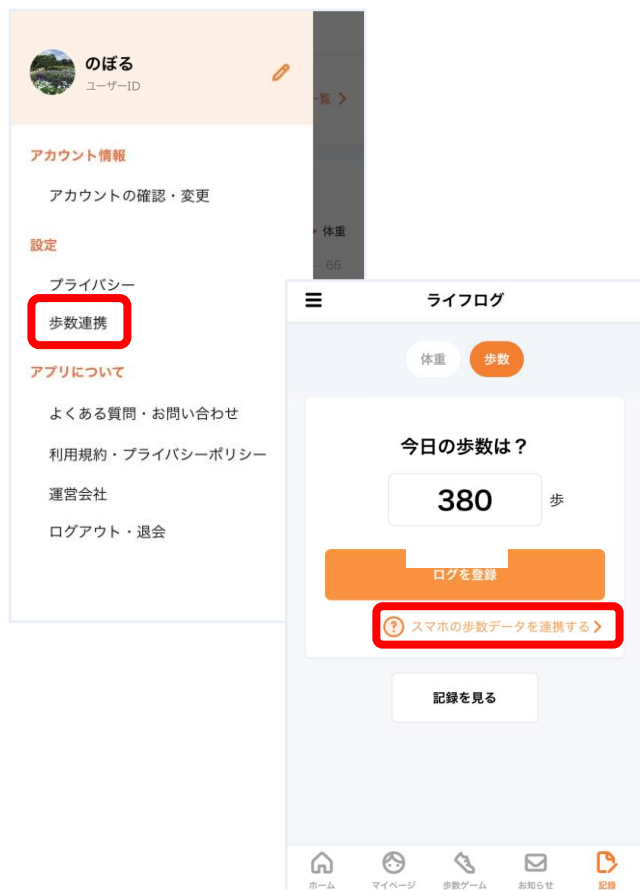 のぼる
ユーザーID
一覧
アカウント情報
アカウントの確認・変更
体重
66
設定
プライバシー
歩数連携
アプリについて
よくある質問・お問い合わせ
利用規約・プライバシーポリシー
運営会社
ログアウト・退会
ライフログ
体重
歩数
今日の歩数は？
380 歩
ログを登録
? スマホの歩数データを連携する
記録を見る
ホーム
マイページ
歩数ゲーム
お知らせ
記録